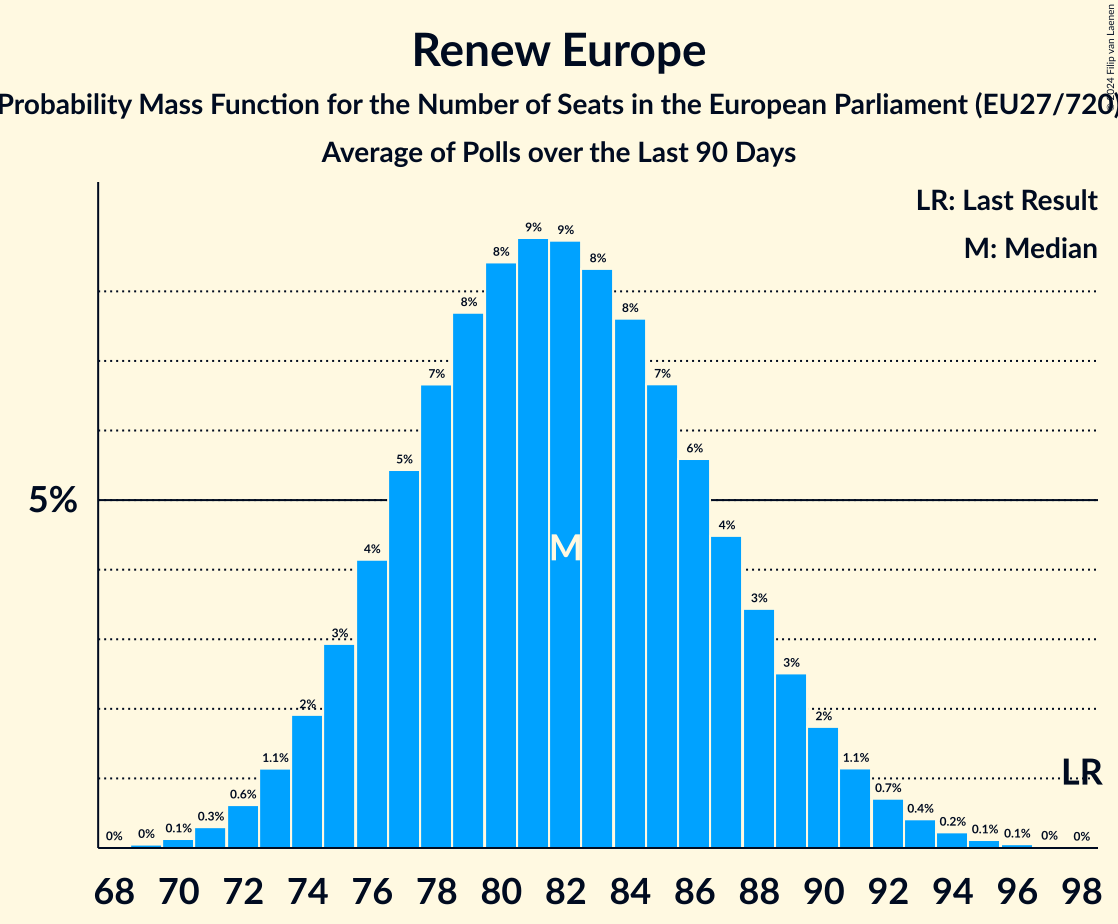 Renew Europe
Probability Mass Function for the Number of Seats in the European Parliament (EU27/720)
Average of Polls over the Last 90 Days
©2024 Filip van Laenen
LR: Last Result
M: Median
5%
0% 0% 0.1% 0.3% 0.6% 1.1% 2% 3% 4% 5% 7% 8% 8% 9% 9% 8% 8% 7% 6% 4% 3% 3% 2% 1.1% 0.7% 0.4% 0.2% 0.1% 0.1% 0% 0%
M
LR
68 70 72 74 76 78 80 82 84 86 88 90 92 94 96 98